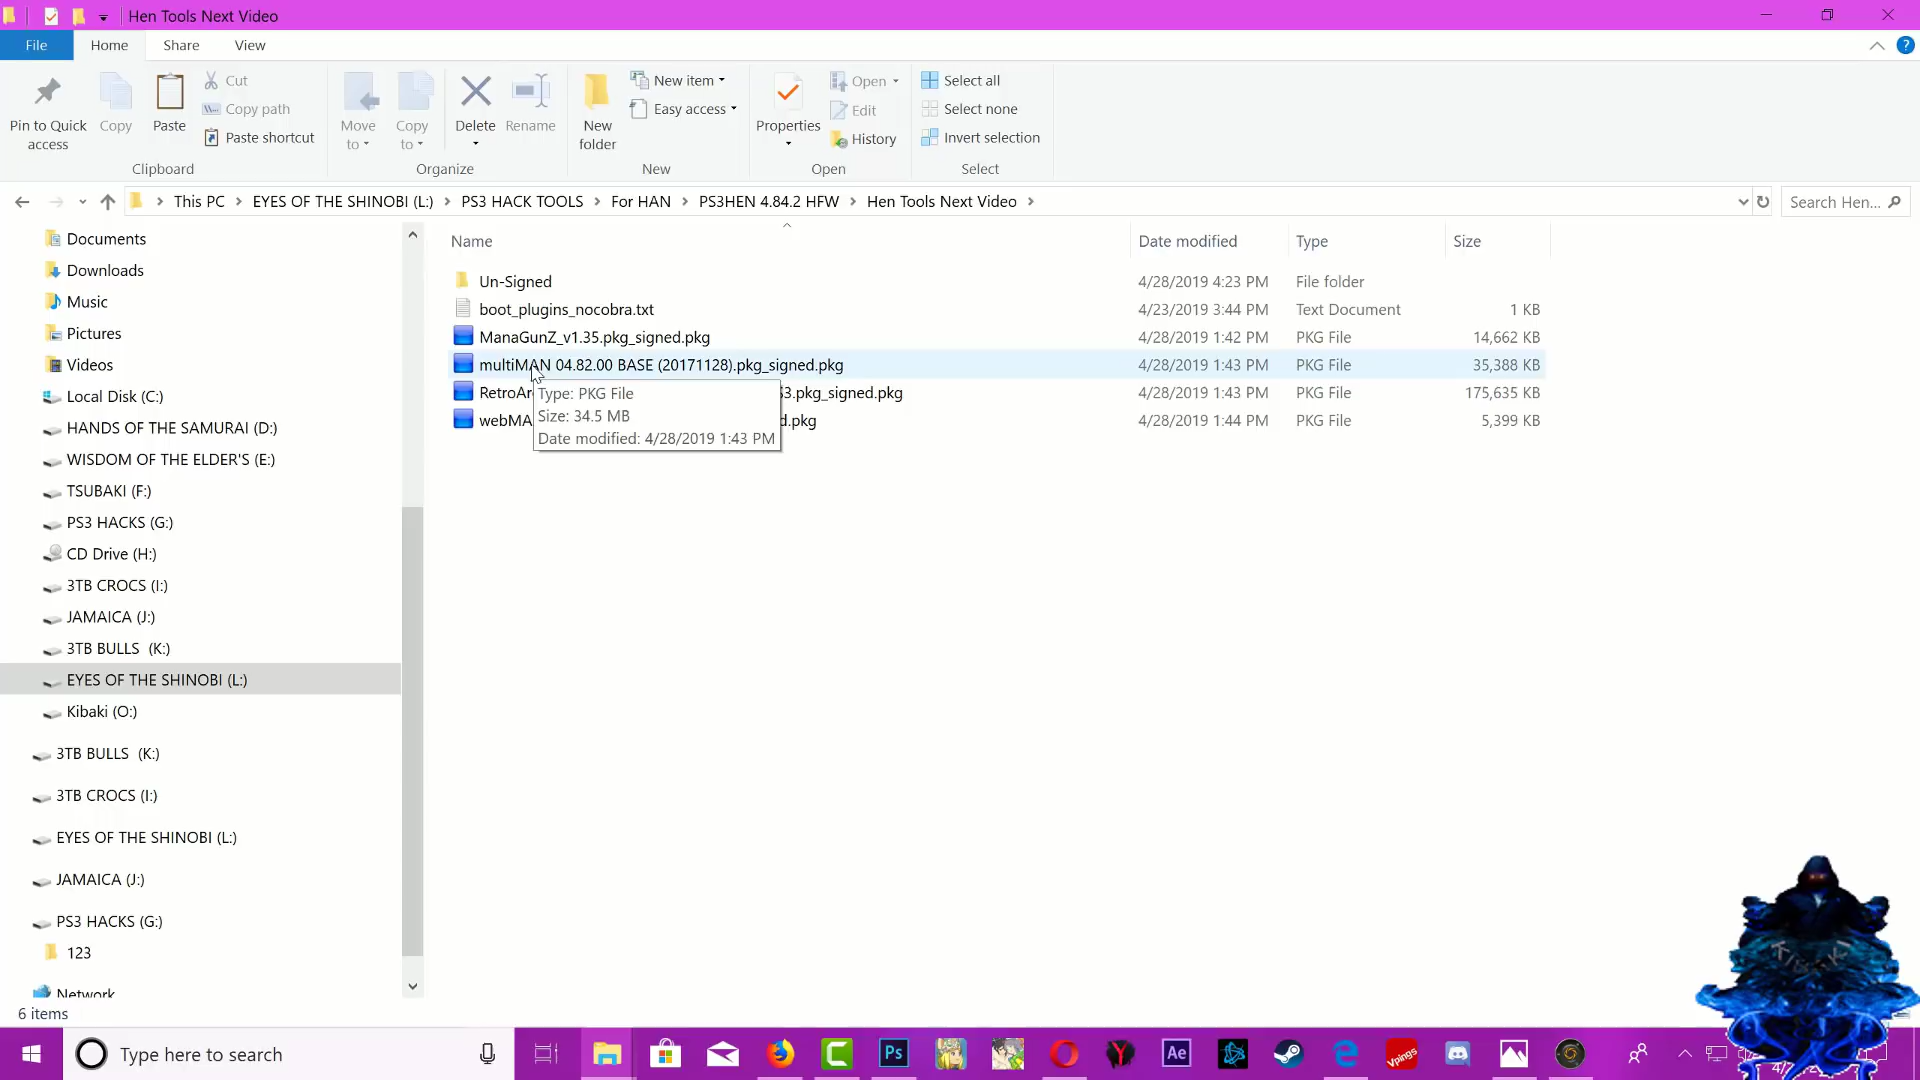 Hen Tools Next Video
File Home Share View
Pin to Quick access
Copy
Paste
Cut
Copy path
Paste shortcut
Clipboard
Move to
Copy to
Delete
Rename
Organize
New folder
New item
Easy access
New
Properties
Open
Edit
History
Open
Select all
Select none
Invert selection
Select
This PC > EYES OF THE SHINOBI (L:) > PS3 HACK TOOLS > For HAN > PS3HEN 4.84.2 HFW > Hen Tools Next Video >
Search Hen...
Documents
Downloads
Music
Pictures
Videos
Local Disk (C:)
HANDS OF THE SAMURAI (D:)
WISDOM OF THE ELDER'S (E:)
TSUBAKI (F:)
PS3 HACKS (G:)
CD Drive (H:)
3TB CROCS (I:)
JAMAICA (J:)
3TB BULLS (K:)
EYES OF THE SHINOBI (L:)
Kibaki (O:)
3TB BULLS (K:)
3TB CROCS (I:)
EYES OF THE SHINOBI (L:)
JAMAICA (J:)
PS3 HACKS (G:)
123
Network
Name Date modified Type Size
Un-Signed 4/28/2019 4:23 PM File folder
boot_plugins_nocobra.txt 4/23/2019 3:44 PM Text Document 1 KB
ManaGunZ_v1.35.pkg_signed.pkg 4/28/2019 1:42 PM PKG File 14,662 KB
multiMAN 04.82.00 BASE (20171128).pkg_signed.pkg 4/28/2019 1:43 PM PKG File 35,388 KB
3.pkg_signed.pkg 4/28/2019 1:43 PM PKG File 175,635 KB
d.pkg 4/28/2019 1:44 PM PKG File 5,399 KB
Type: PKG File
Size: 34.5 MB
Date modified: 4/28/2019 1:43 PM
6 items
Type here to search
Ps
Ae
Vpings